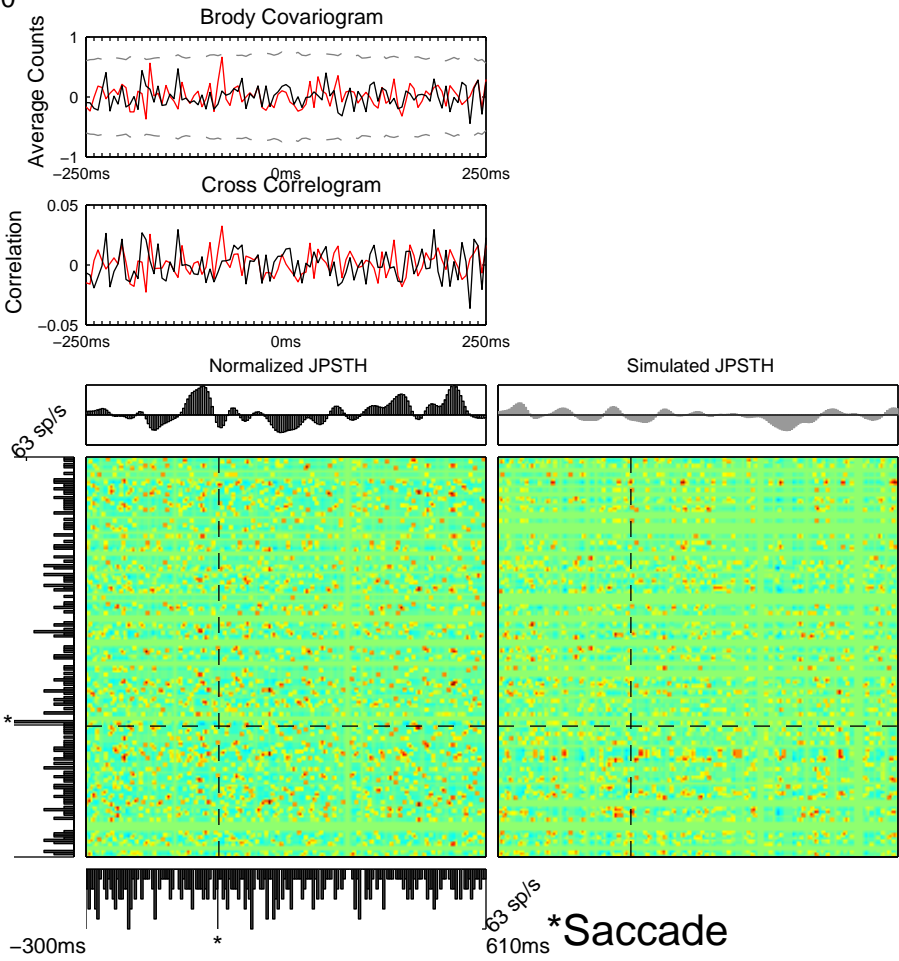 Brody Covariogram
Average Counts
1
0
−1
−250ms 0ms 250ms
Cross Correlogram
Correlation
0.05
0
−0.05
−250ms 0ms 250ms
Normalized JPSTH
Simulated JPSTH
63 sp/s
*
63 sp/s
−300ms
*
610ms
*Saccade